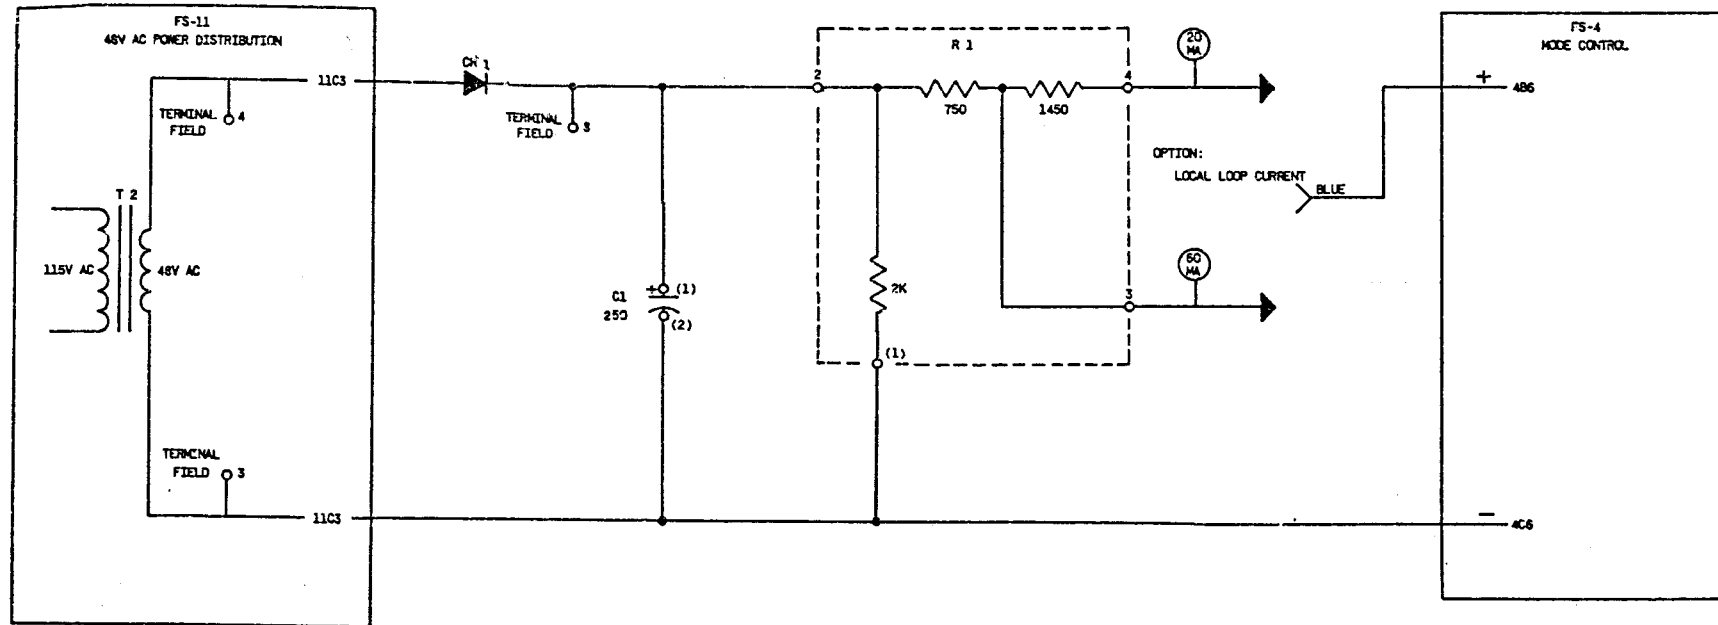 FS-11
48V AC POWER DISTRIBUTION
11C3
TERMINAL
FIELD
4
T 2
115V AC
48V AC
TERMINAL
FIELD
3
11C3
CR 1
TERMINAL
FIELD
3
C1
250
+
(1)
(2)
2
R 1
750
1450
4
2K
(1)
3
20
MA
60
MA
OPTION:
LOCAL LOOP CURRENT
BLUE
FS-4
MODE CONTROL
+
4B6
−
4C6